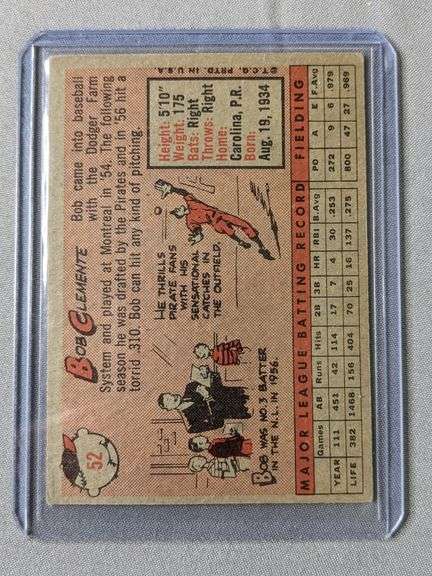 52
BOB CLEMENTE
Bob came into baseball
with the Dodger Farm
System and played at Montreal in '54. The following
season he was drafted by the Pirates and in '56 hit a
torrid .310. Bob can hit any kind of pitching.
BOB WAS NO. 3 BATTER
IN THE N.L. IN 1956.
HE THRILLS
PIRATE FANS
WITH HIS
SENSATIONAL
CATCHES IN
THE OUTFIELD.
Height: 5'10"
Weight: 175
Bats: Right
Throws: Right
Home:
Carolina, P.R.
Born:
Aug. 19, 1934
© T.C.G. PRTD. IN U.S.A.
MAJOR LEAGUE BATTING RECORD FIELDING
Games AB Runs Hits 2B 3B HR RBI B.Avg PO A E F.Avg
YEAR 111 451 42 114 17 7 4 30 .253 272 9 6 .979
LIFE 382 1468 156 404 70 25 16 137 .275 800 47 27 .969